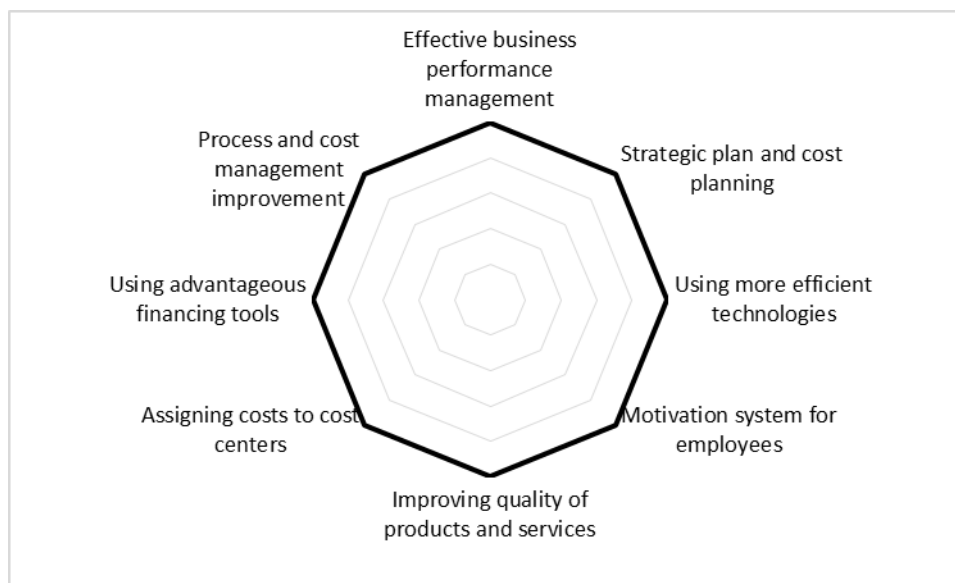 Effective business
performance
management
Strategic plan and cost
planning
Using more efficient
technologies
Motivation system for
employees
Improving quality of
products and services
Assigning costs to cost
centers
Using advantageous
financing tools
Process and cost
management
improvement